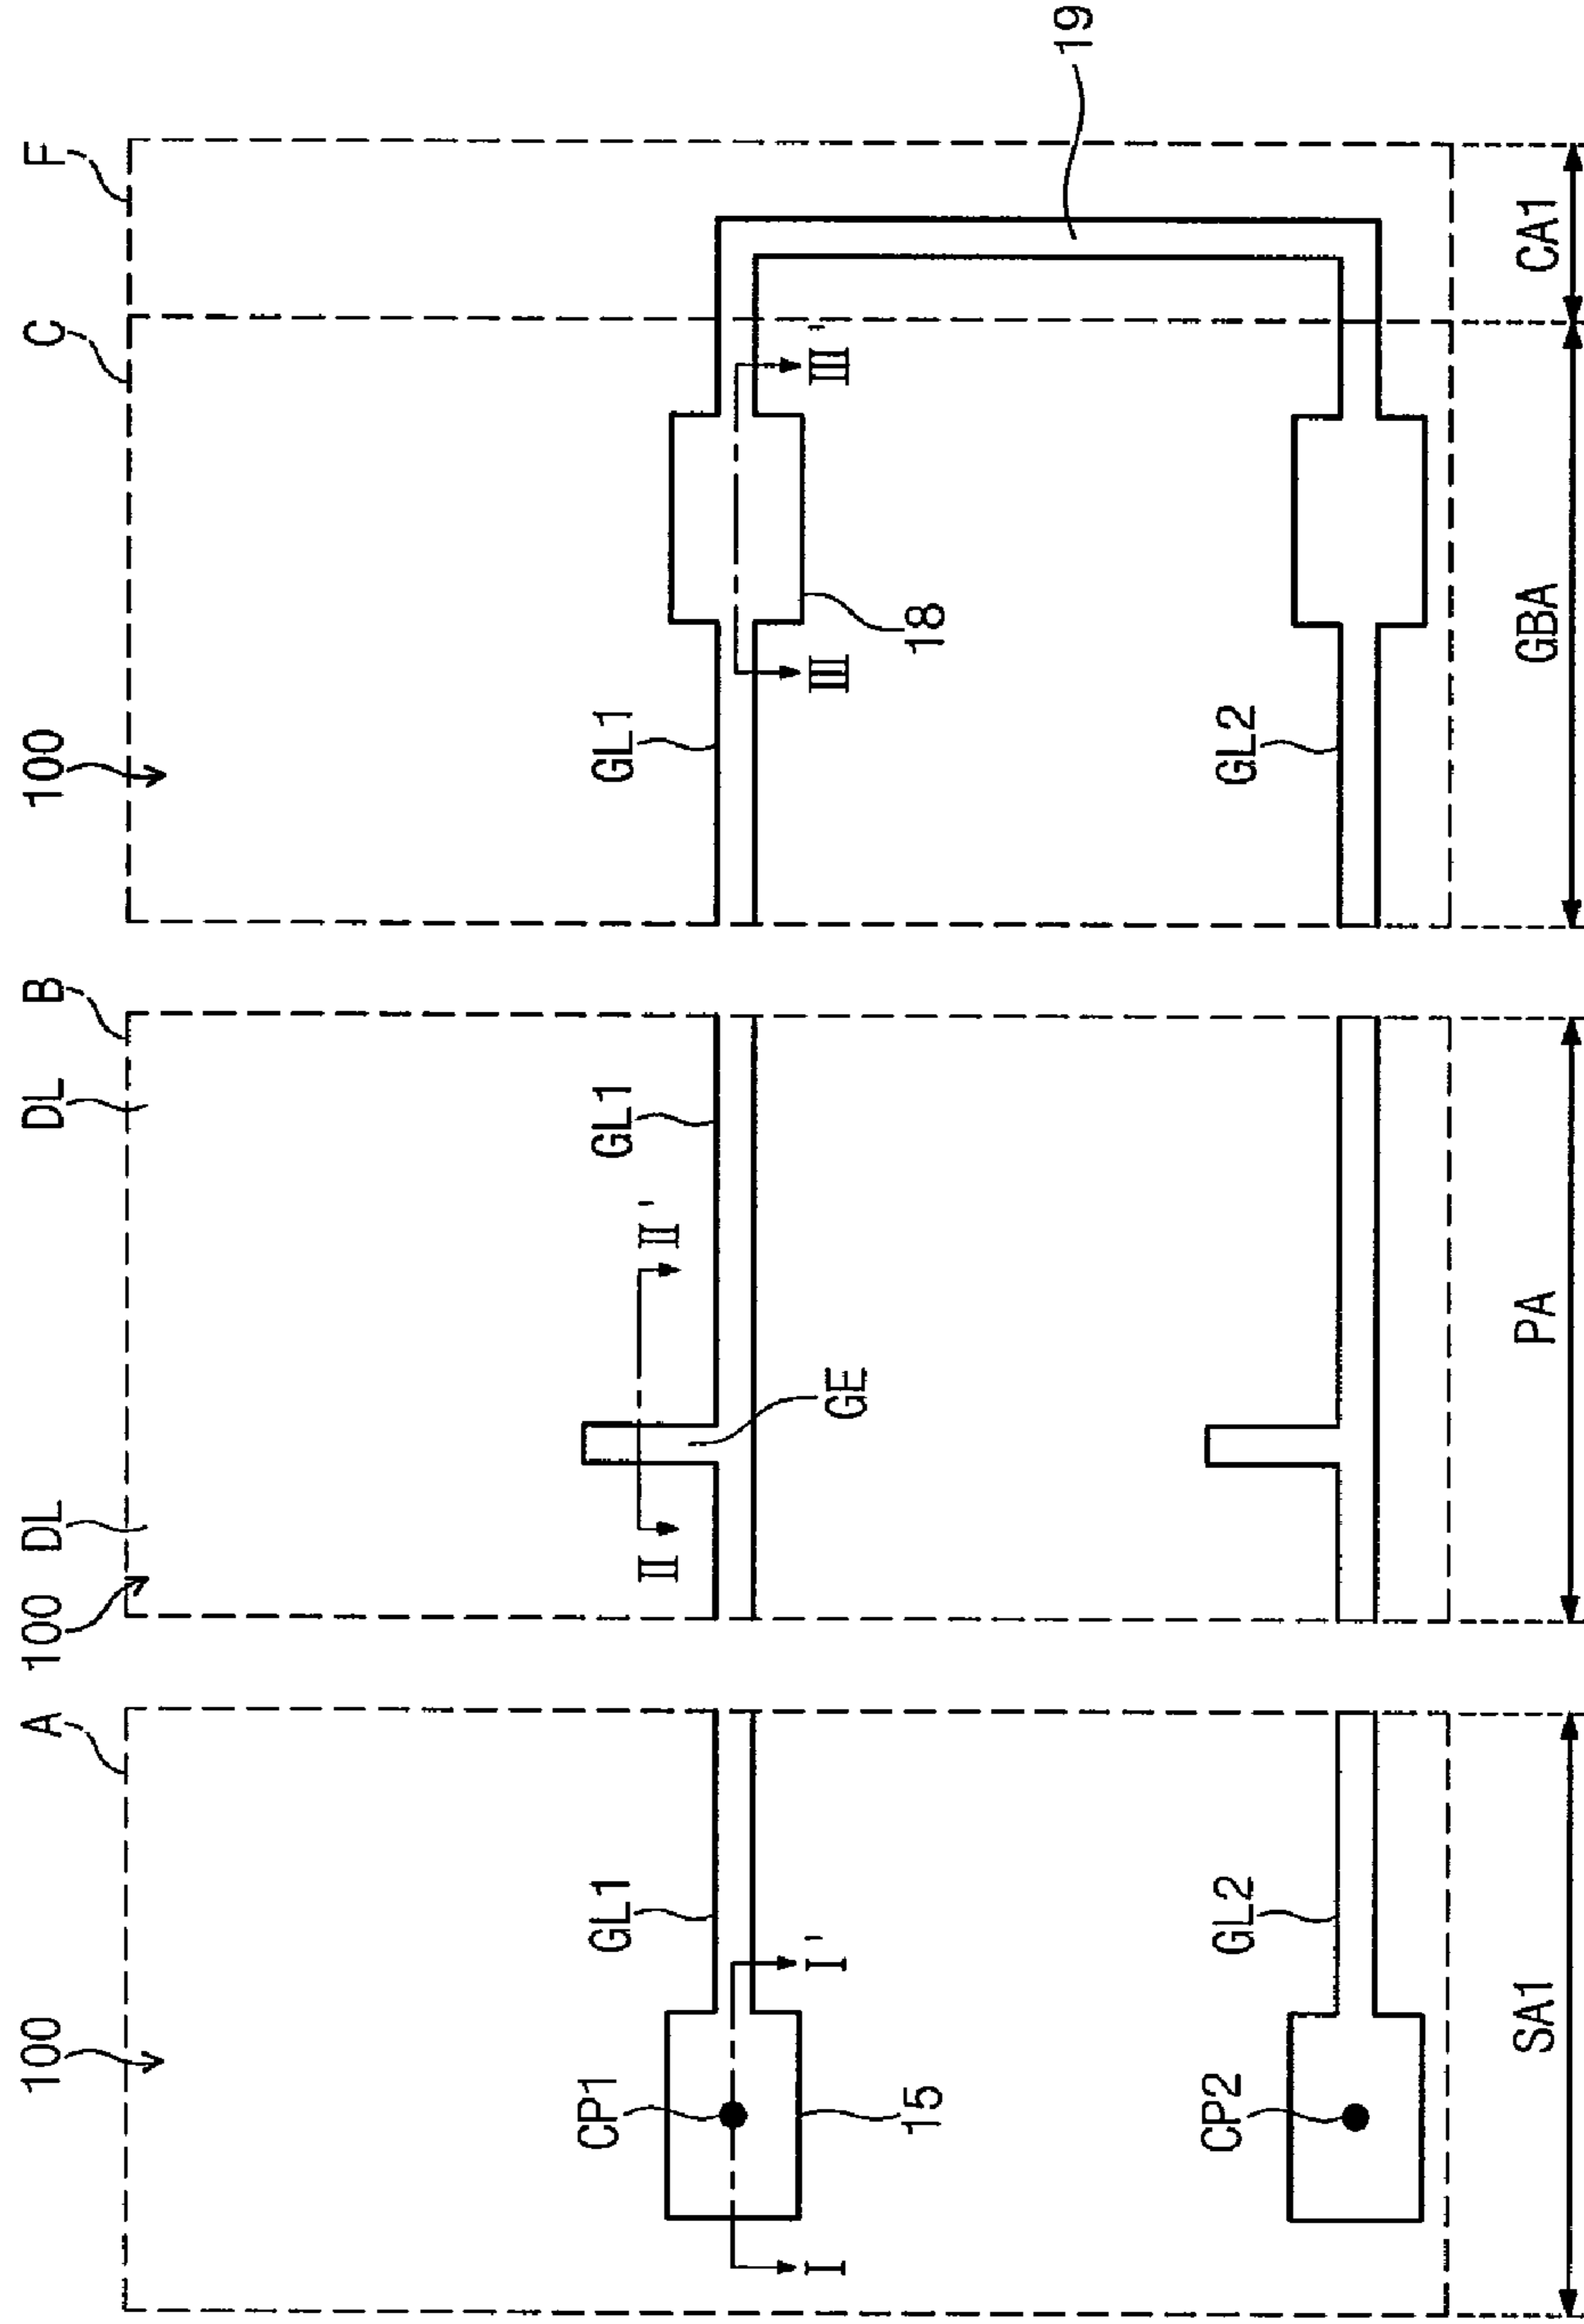 100
A
100
DL
DL
B
100
C
F
CP1
GL1
II
II'
GL1
GL1
I
I'
15
GE
III
III'
18
19
CP2
GL2
GL2
SA1
PA
GBA
CA1